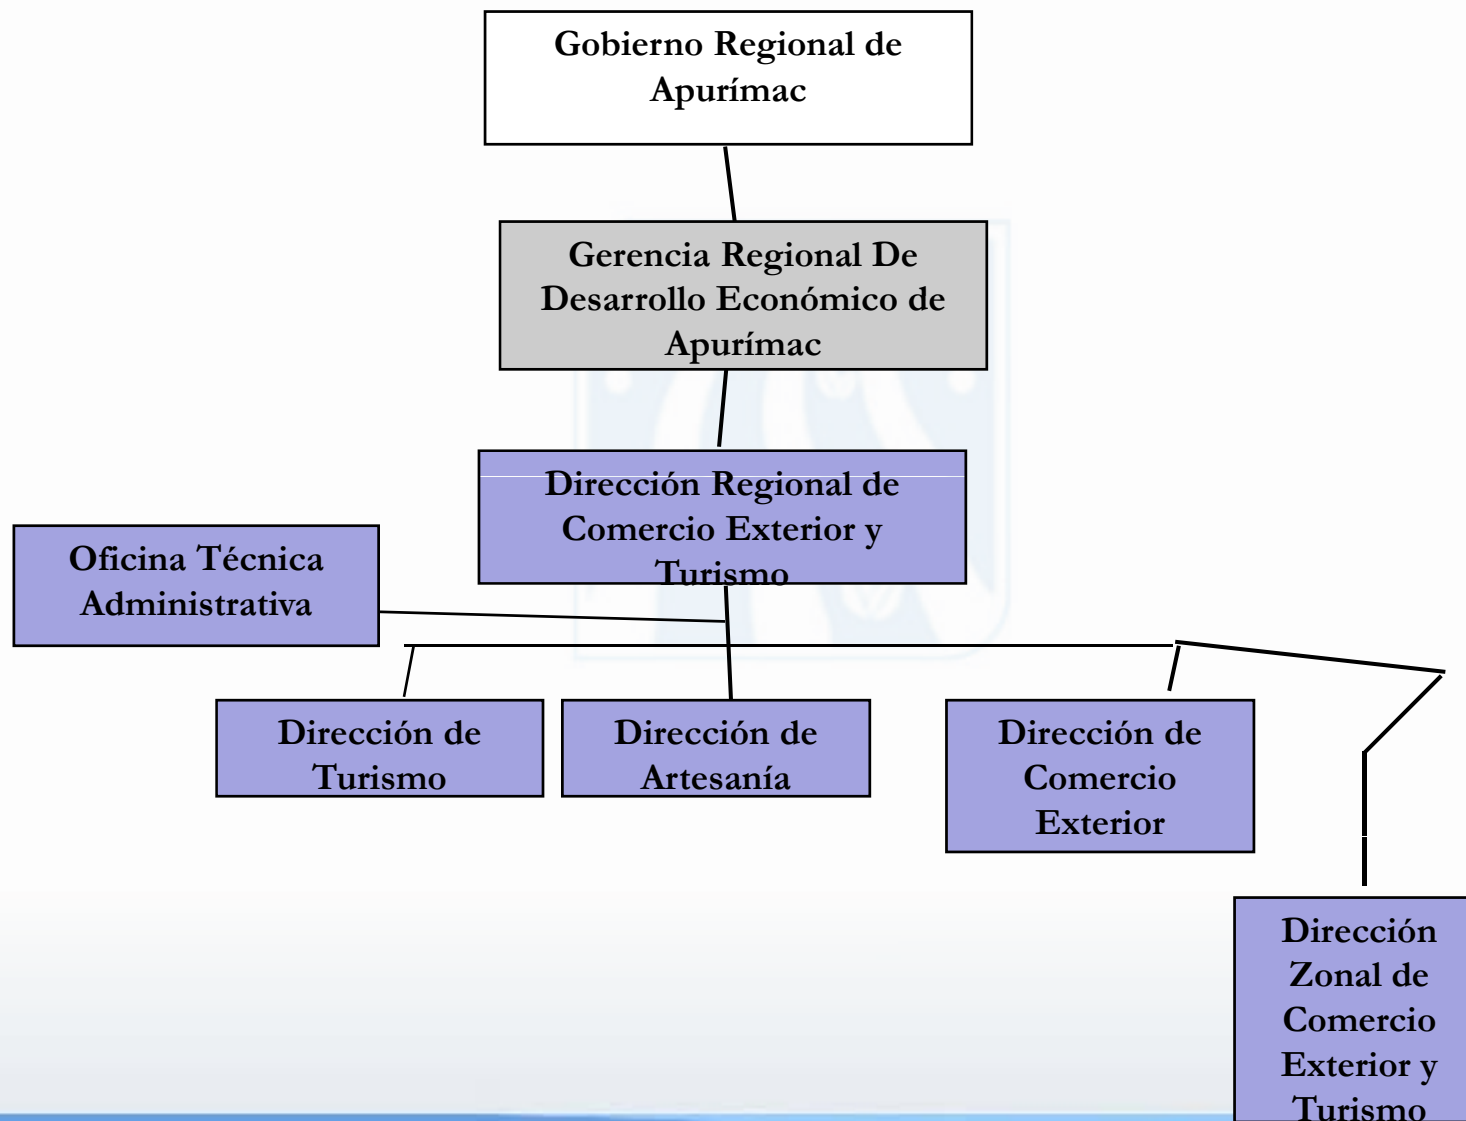 Gobierno Regional de
Apurímac
Gerencia Regional De
Desarrollo Económico de
Apurímac
Dirección Regional de
Comercio Exterior y
Turismo
Oficina Técnica
Administrativa
Dirección de
Turismo
Dirección de
Artesanía
Dirección de
Comercio
Exterior
Dirección
Zonal de
Comercio
Exterior y
Turismo